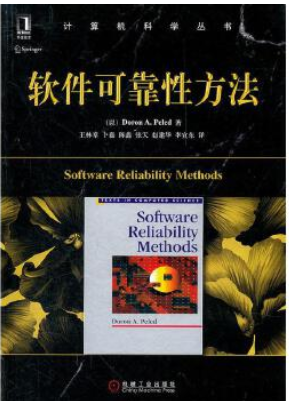 计算机科学丛书
Springer
软件可靠性方法
(以) Doron A. Peled 著
王林章 卜磊 陈鑫 张天 赵建华 李宣东 译
Software Reliability Methods
TEXTS IN COMPUTER SCIENCE
Software
Reliability
Methods
Doron A. Peled
机械工业出版社
China Machine Press